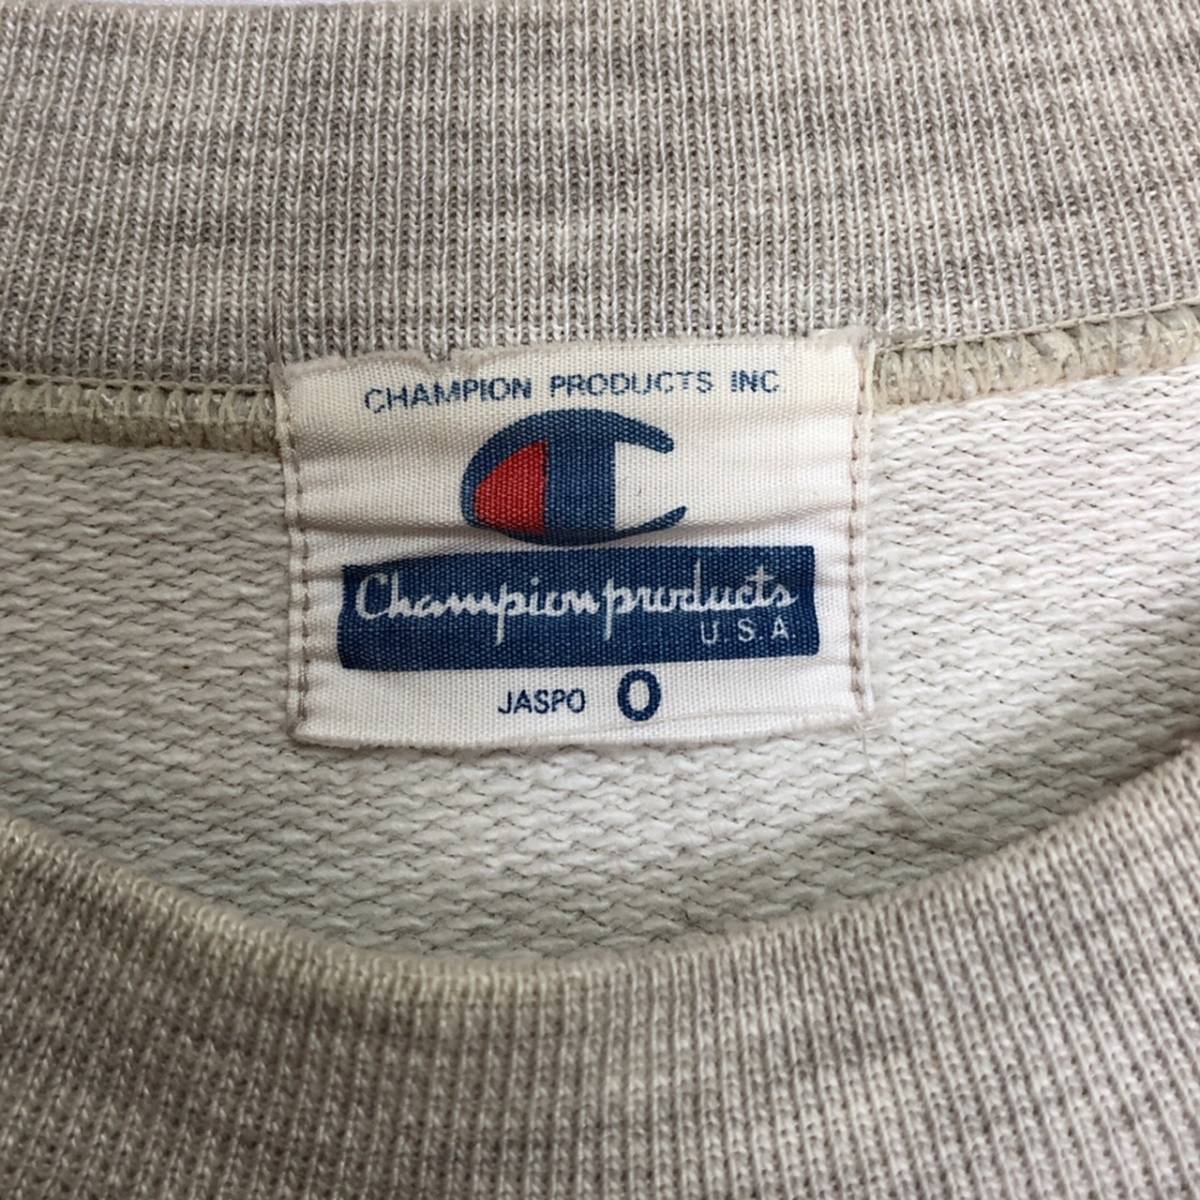 CHAMPION PRODUCTS INC
Champion products
U.S.A.
JASPO O